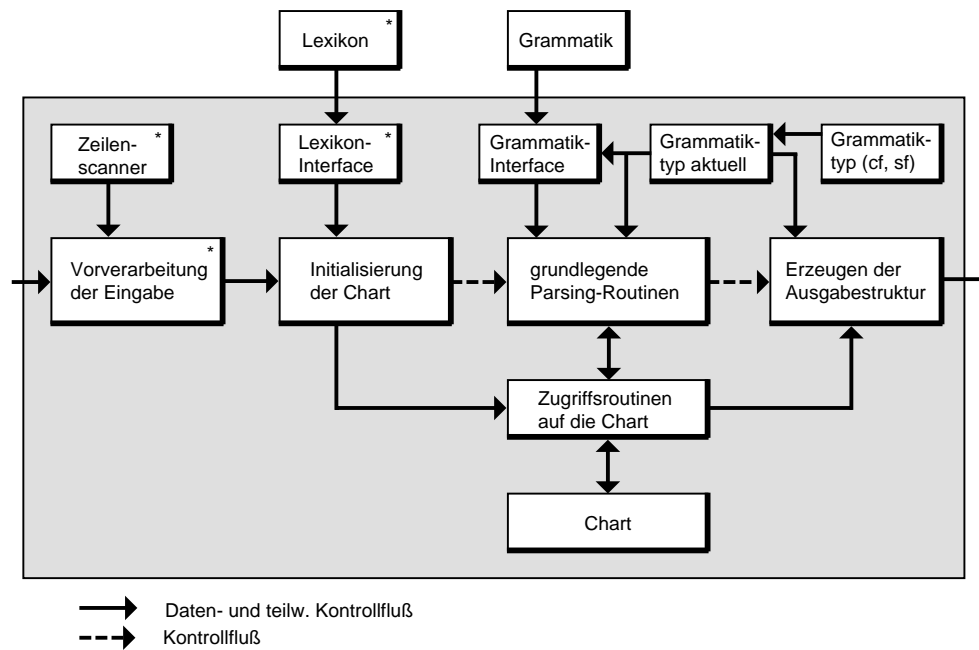 Lexikon *
Grammatik
Zeilen- *
scanner
Lexikon- *
Interface
Grammatik-
Interface
Grammatik-
typ aktuell
Grammatik-
typ (cf, sf)
Vorverarbeitung *
der Eingabe
Initialisierung
der Chart
grundlegende
Parsing-Routinen
Erzeugen der
Ausgabestruktur
Zugriffsroutinen
auf die Chart
Chart
Daten- und teilw. Kontrollfluß
Kontrollfluß